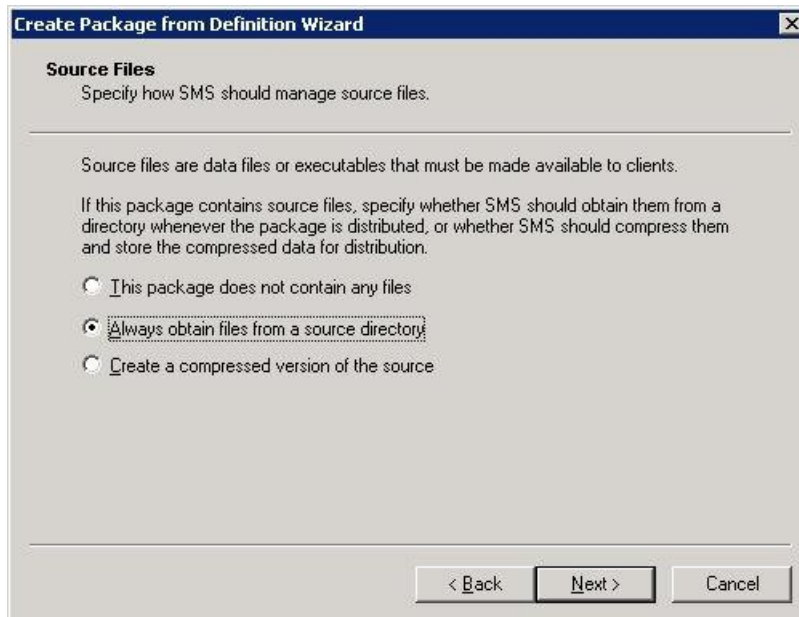 Create Package from Definition Wizard
Source Files
Specify how SMS should manage source files.
Source files are data files or executables that must be made available to clients.
If this package contains source files, specify whether SMS should obtain them from a
directory whenever the package is distributed, or whether SMS should compress them
and store the compressed data for distribution.
This package does not contain any files
Always obtain files from a source directory
Create a compressed version of the source
< Back Next > Cancel